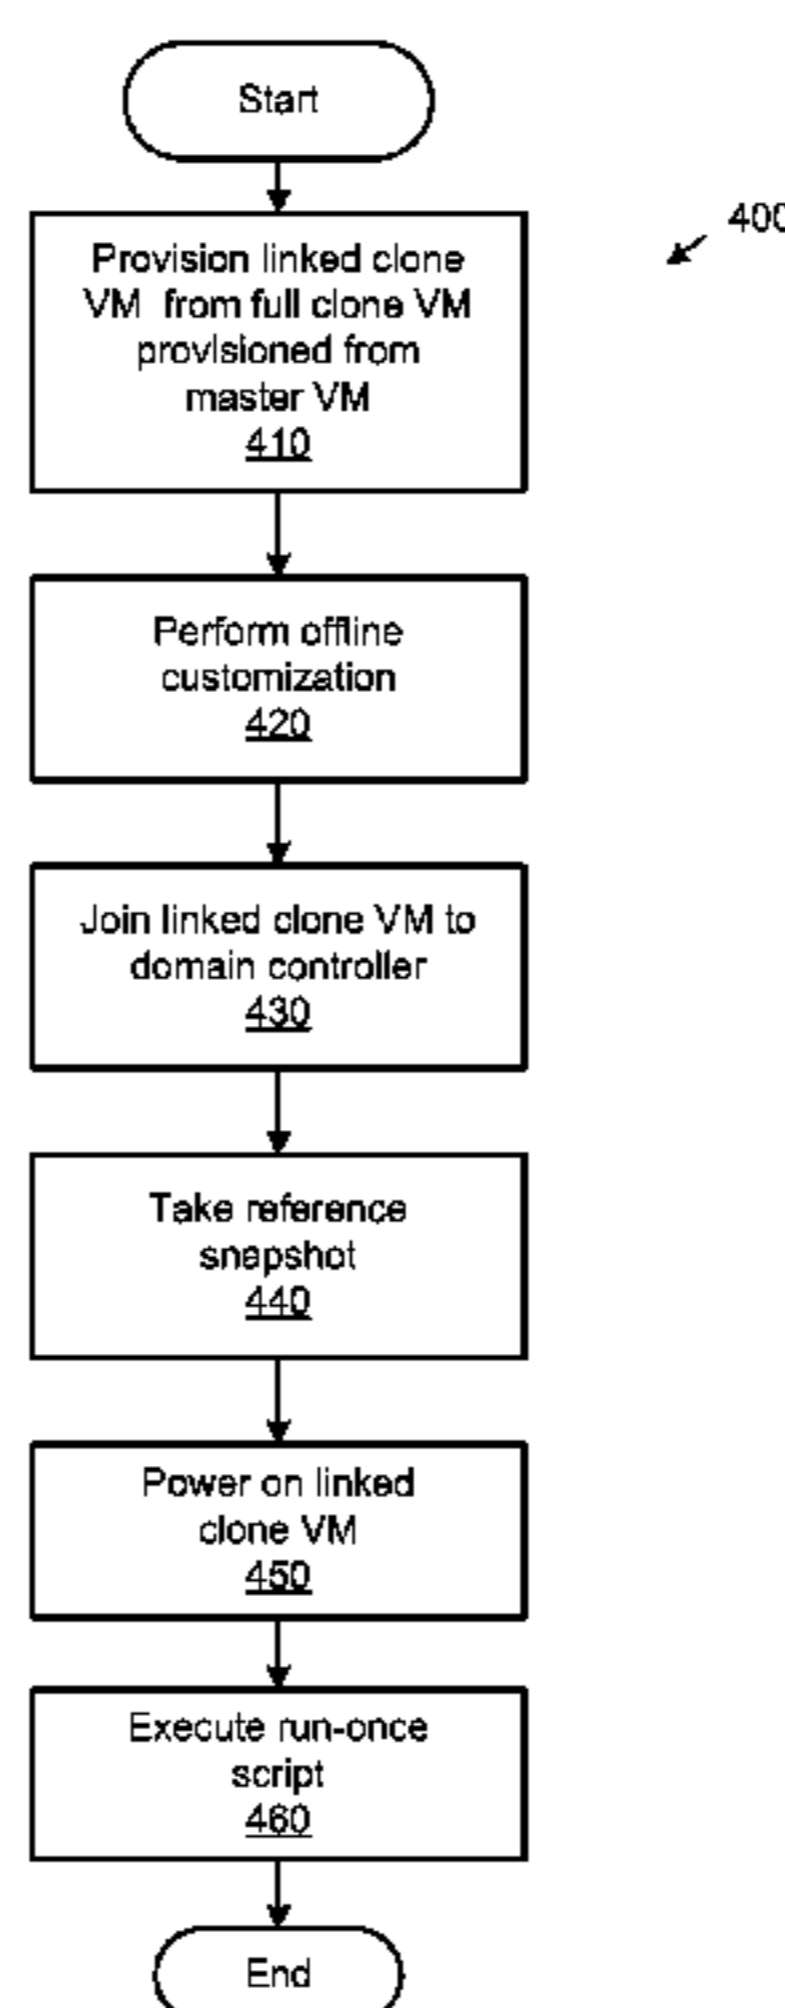 Start
400
Provision linked clone
VM from full clone VM
provisioned from
master VM
410
Perform offline
customization
420
Join linked clone VM to
domain controller
430
Take reference
snapshot
440
Power on linked
clone VM
450
Execute run-once
script
460
End